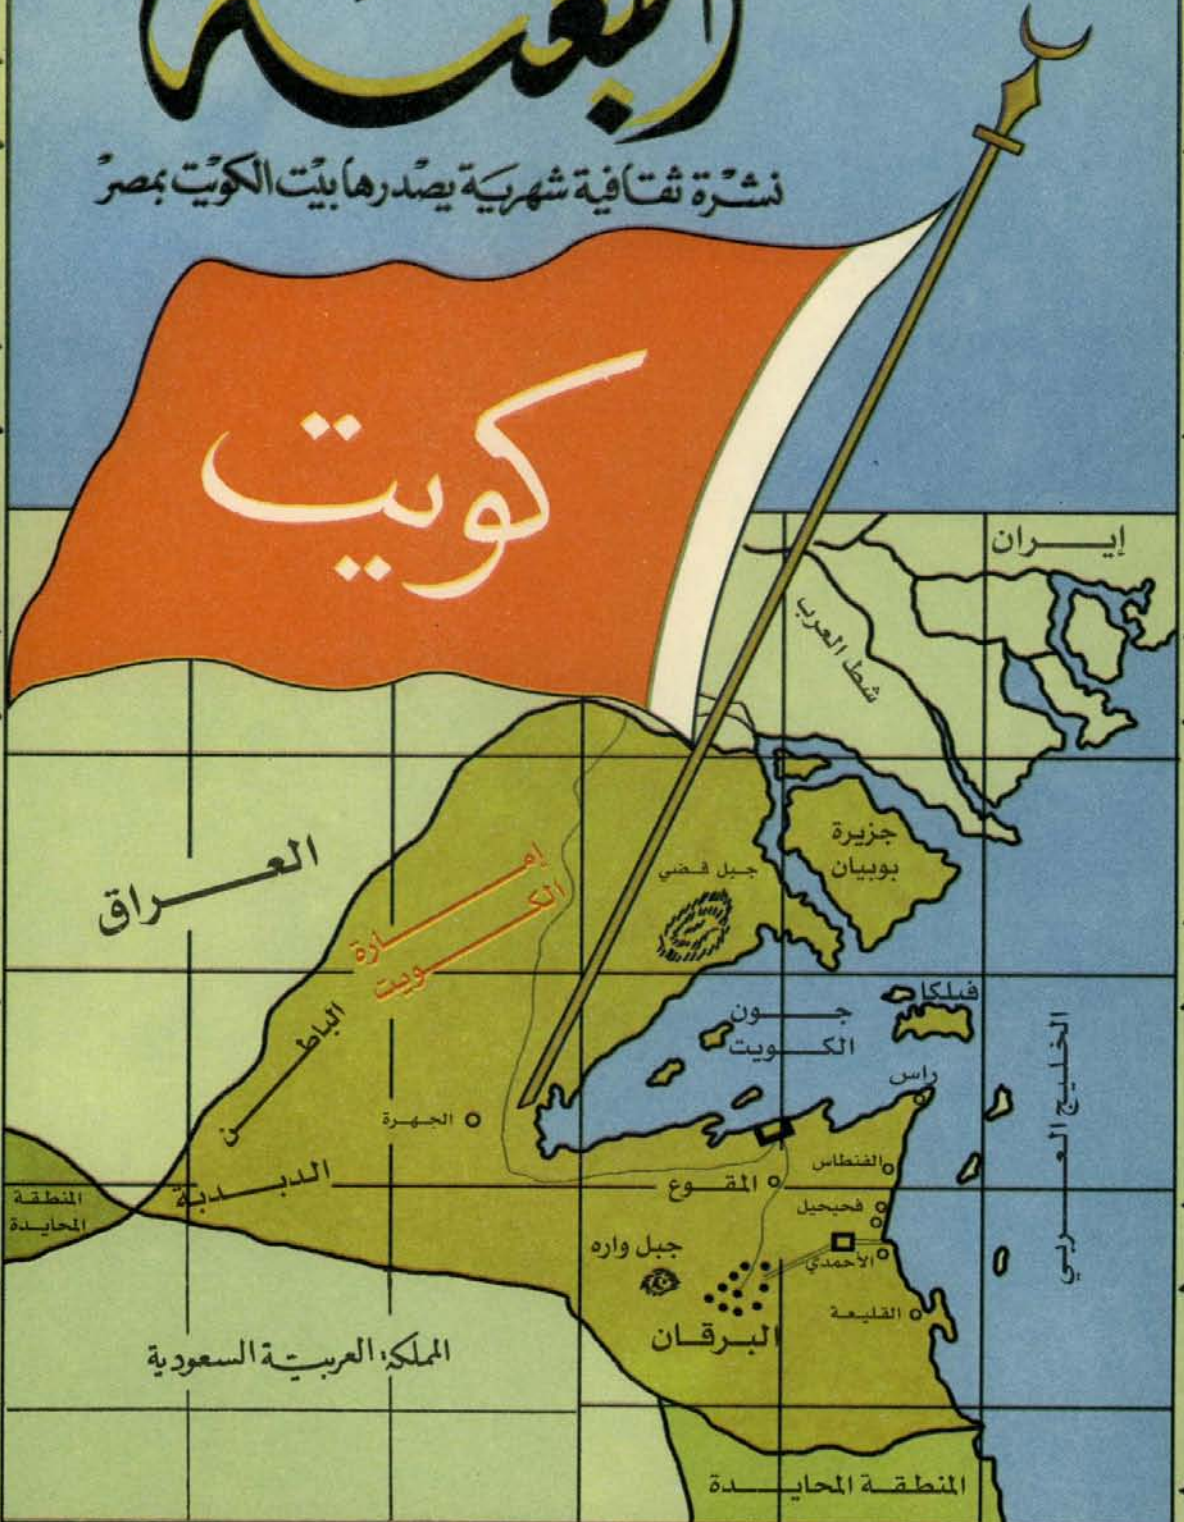 البعثة
نشرة ثقافية شهرية يصدرها بيت الكويت بمصر
كويت
إيران
شط العرب
العراق
إمارة
الكويت
جزيرة
بوبيان
جبل فضي
الباطن
فيلكا
جون
الكويت
راس
الخليج العربي
الجهرة
الدبدبة
المنطقة
المحايدة
الفنطاس
المقوع
فحيحيل
جبل واره
الأحمدي
القليعة
البرقان
المملكة العربية السعودية
المنطقة المحايدة